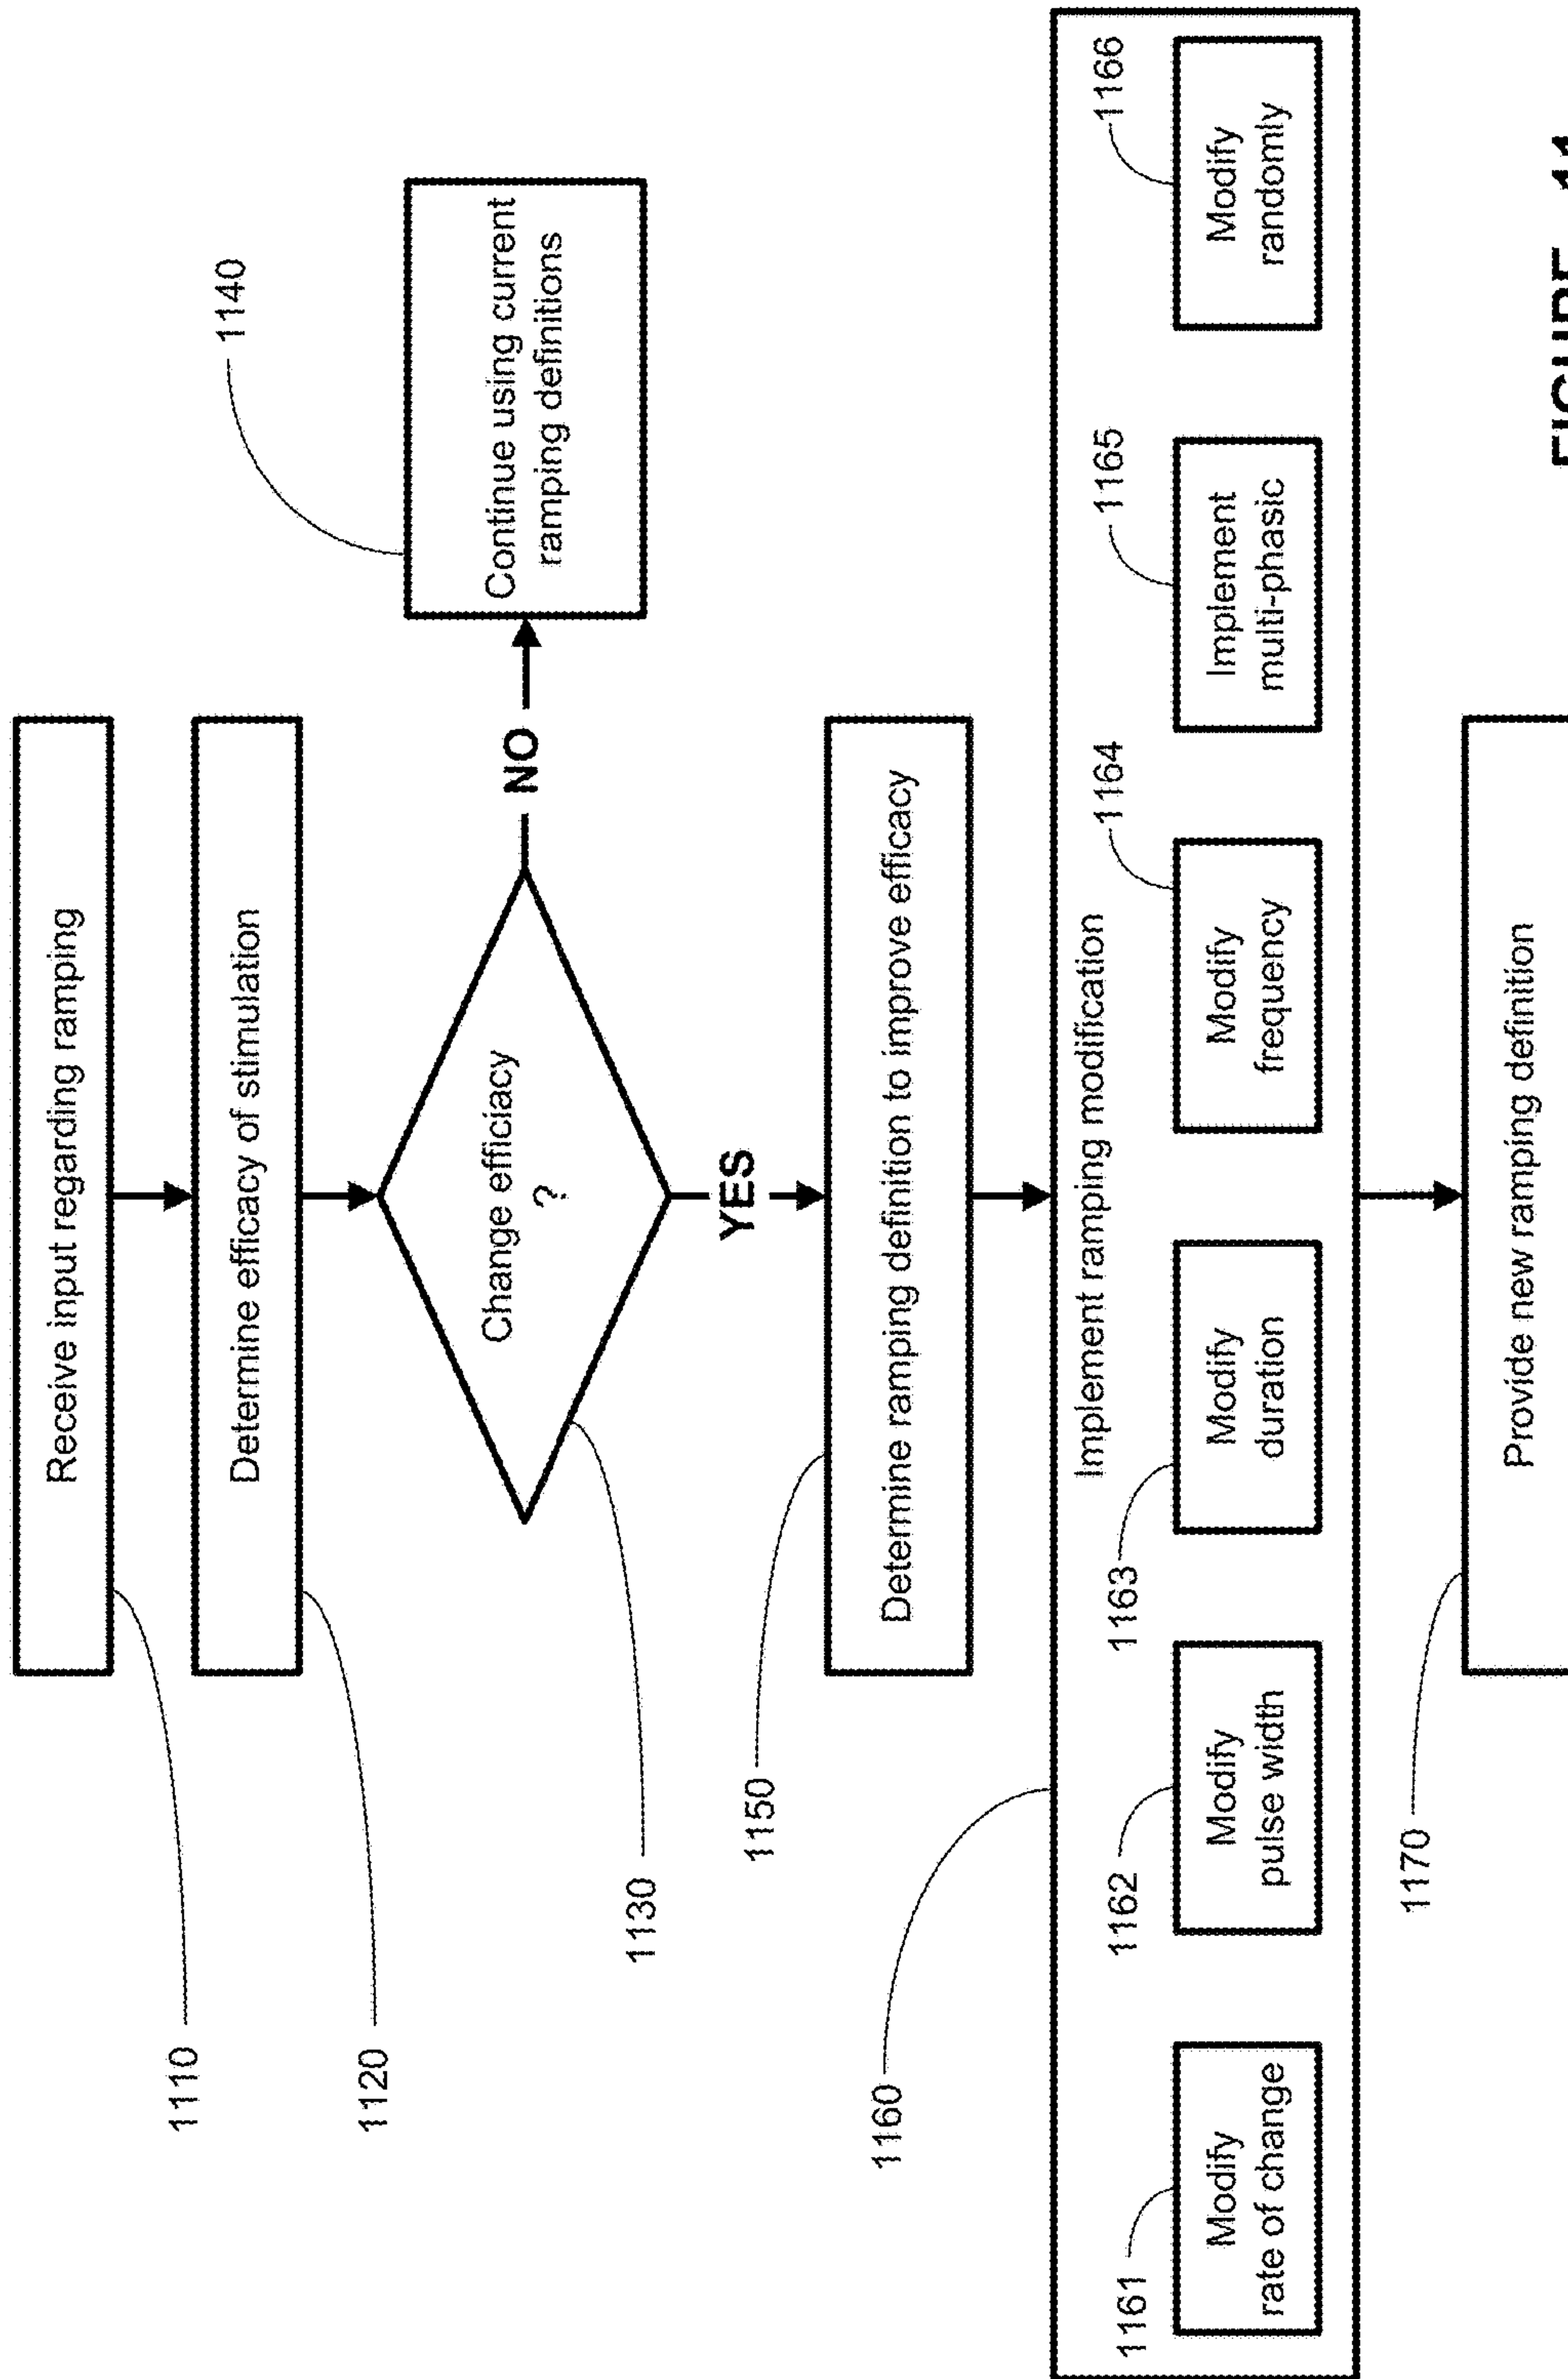 Receive input regarding ramping
1110
Determine efficacy of stimulation
1120
Change efficiacy
?
1130
NO
Continue using current
ramping definitions
1140
YES
Determine ramping definition to improve efficacy
1150
Implement ramping modification
1160
Modify
rate of change
1161
Modify
pulse width
1162
Modify
duration
1163
Modify
frequency
1164
Implement
multi-phasic
1165
Modify
randomly
1166
Provide new ramping definition
1170
FIGURE 11